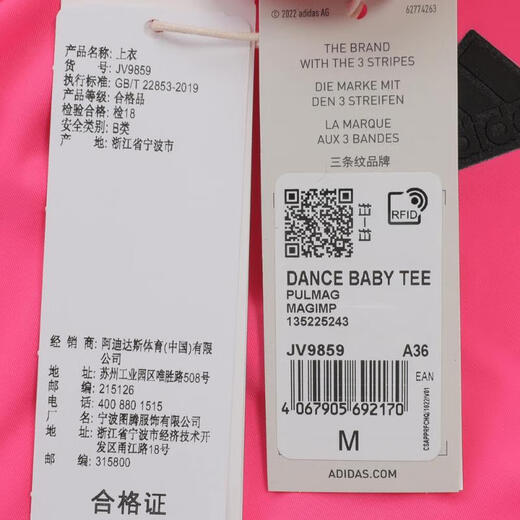 产品名称：上衣
货 号：JV9859
执行标准：GB/T 22853-2019
产品等级：合格品
检验合格：检18
安全类别：B类
产 地：浙江省宁波市
经 销 商：阿迪达斯体育(中国)有限
公司
地 址：苏州工业园区唯胜路508号
邮 编：215126
电 话：400 880 1515
厂 名：宁波图腾服饰有限公司
地 址：浙江省宁波市经济技术开
发区甬江路18号
邮 编：315800
合格证
© 2022 adidas AG
62774263
THE BRAND
WITH THE 3 STRIPES
DIE MARKE MIT
DEN 3 STREIFEN
LA MARQUE
AUX 3 BANDES
三条纹品牌
RFID
DANCE BABY TEE
PULMAG
MAGIMP
135225243
JV9859 A36
EAN
4 067905 692170
M
ADIDAS.COM
adidas